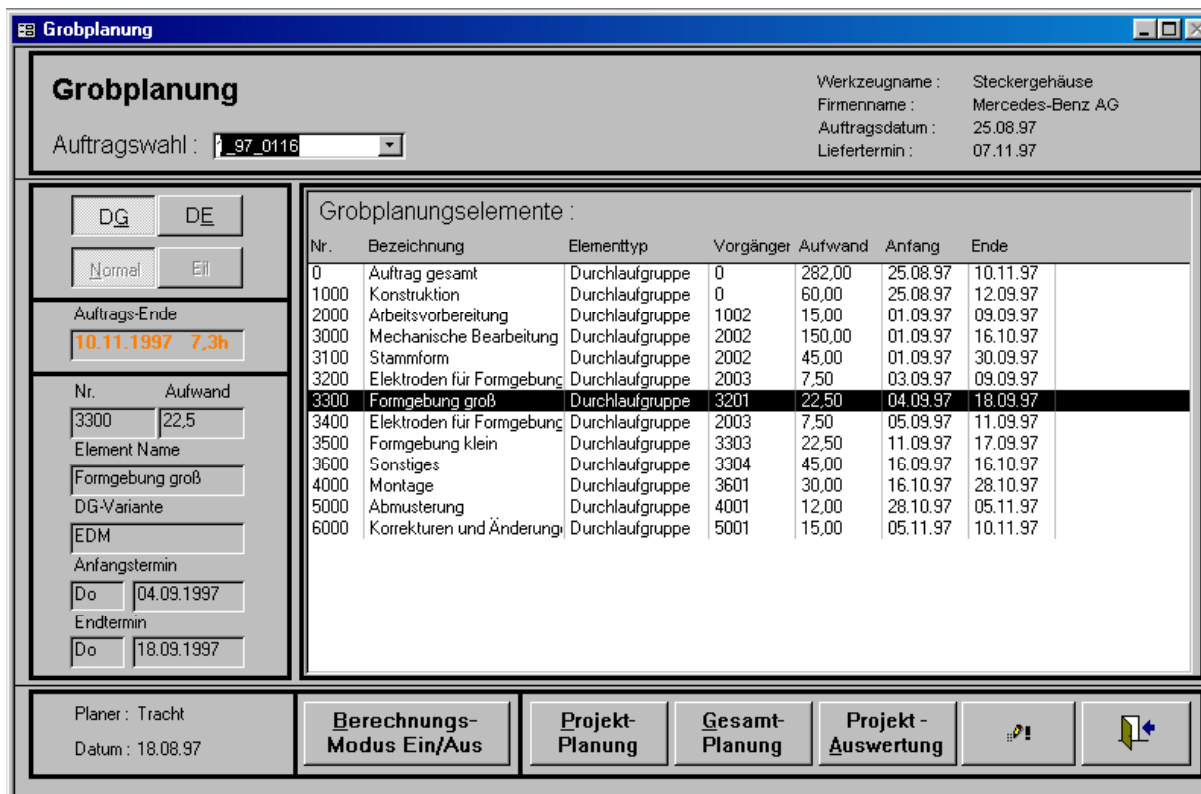 Grobplanung
Grobplanung
Auftragswahl : _97_0116
Werkzeugname : Steckergehäuse
Firmenname : Mercedes-Benz AG
Auftragsdatum : 25.08.97
Liefertermin : 07.11.97
DG DE
Normal Eil
Auftrags-Ende
10.11.1997 7,3h
Nr. Aufwand
3300 22,5
Element Name
Formgebung groß
DG-Variante
EDM
Anfangstermin
Do 04.09.1997
Endtermin
Do 18.09.1997
Grobplanungselemente :
Nr. Bezeichnung Elementtyp Vorgänger Aufwand Anfang Ende
0 Auftrag gesamt Durchlaufgruppe 0 282,00 25.08.97 10.11.97
1000 Konstruktion Durchlaufgruppe 0 60,00 25.08.97 12.09.97
2000 Arbeitsvorbereitung Durchlaufgruppe 1002 15,00 01.09.97 09.09.97
3000 Mechanische Bearbeitung Durchlaufgruppe 2002 150,00 01.09.97 16.10.97
3100 Stammform Durchlaufgruppe 2002 45,00 01.09.97 30.09.97
3200 Elektroden für Formgebung Durchlaufgruppe 2003 7,50 03.09.97 09.09.97
3300 Formgebung groß Durchlaufgruppe 3201 22,50 04.09.97 18.09.97
3400 Elektroden für Formgebung Durchlaufgruppe 2003 7,50 05.09.97 11.09.97
3500 Formgebung klein Durchlaufgruppe 3303 22,50 11.09.97 17.09.97
3600 Sonstiges Durchlaufgruppe 3304 45,00 16.09.97 16.10.97
4000 Montage Durchlaufgruppe 3601 30,00 16.10.97 28.10.97
5000 Abmusterung Durchlaufgruppe 4001 12,00 28.10.97 05.11.97
6000 Korrekturen und Änderung Durchlaufgruppe 5001 15,00 05.11.97 10.11.97
Planer : Tracht
Datum : 18.08.97
Berechnungs-
Modus Ein/Aus
Projekt-
Planung
Gesamt-
Planung
Projekt -
Auswertung